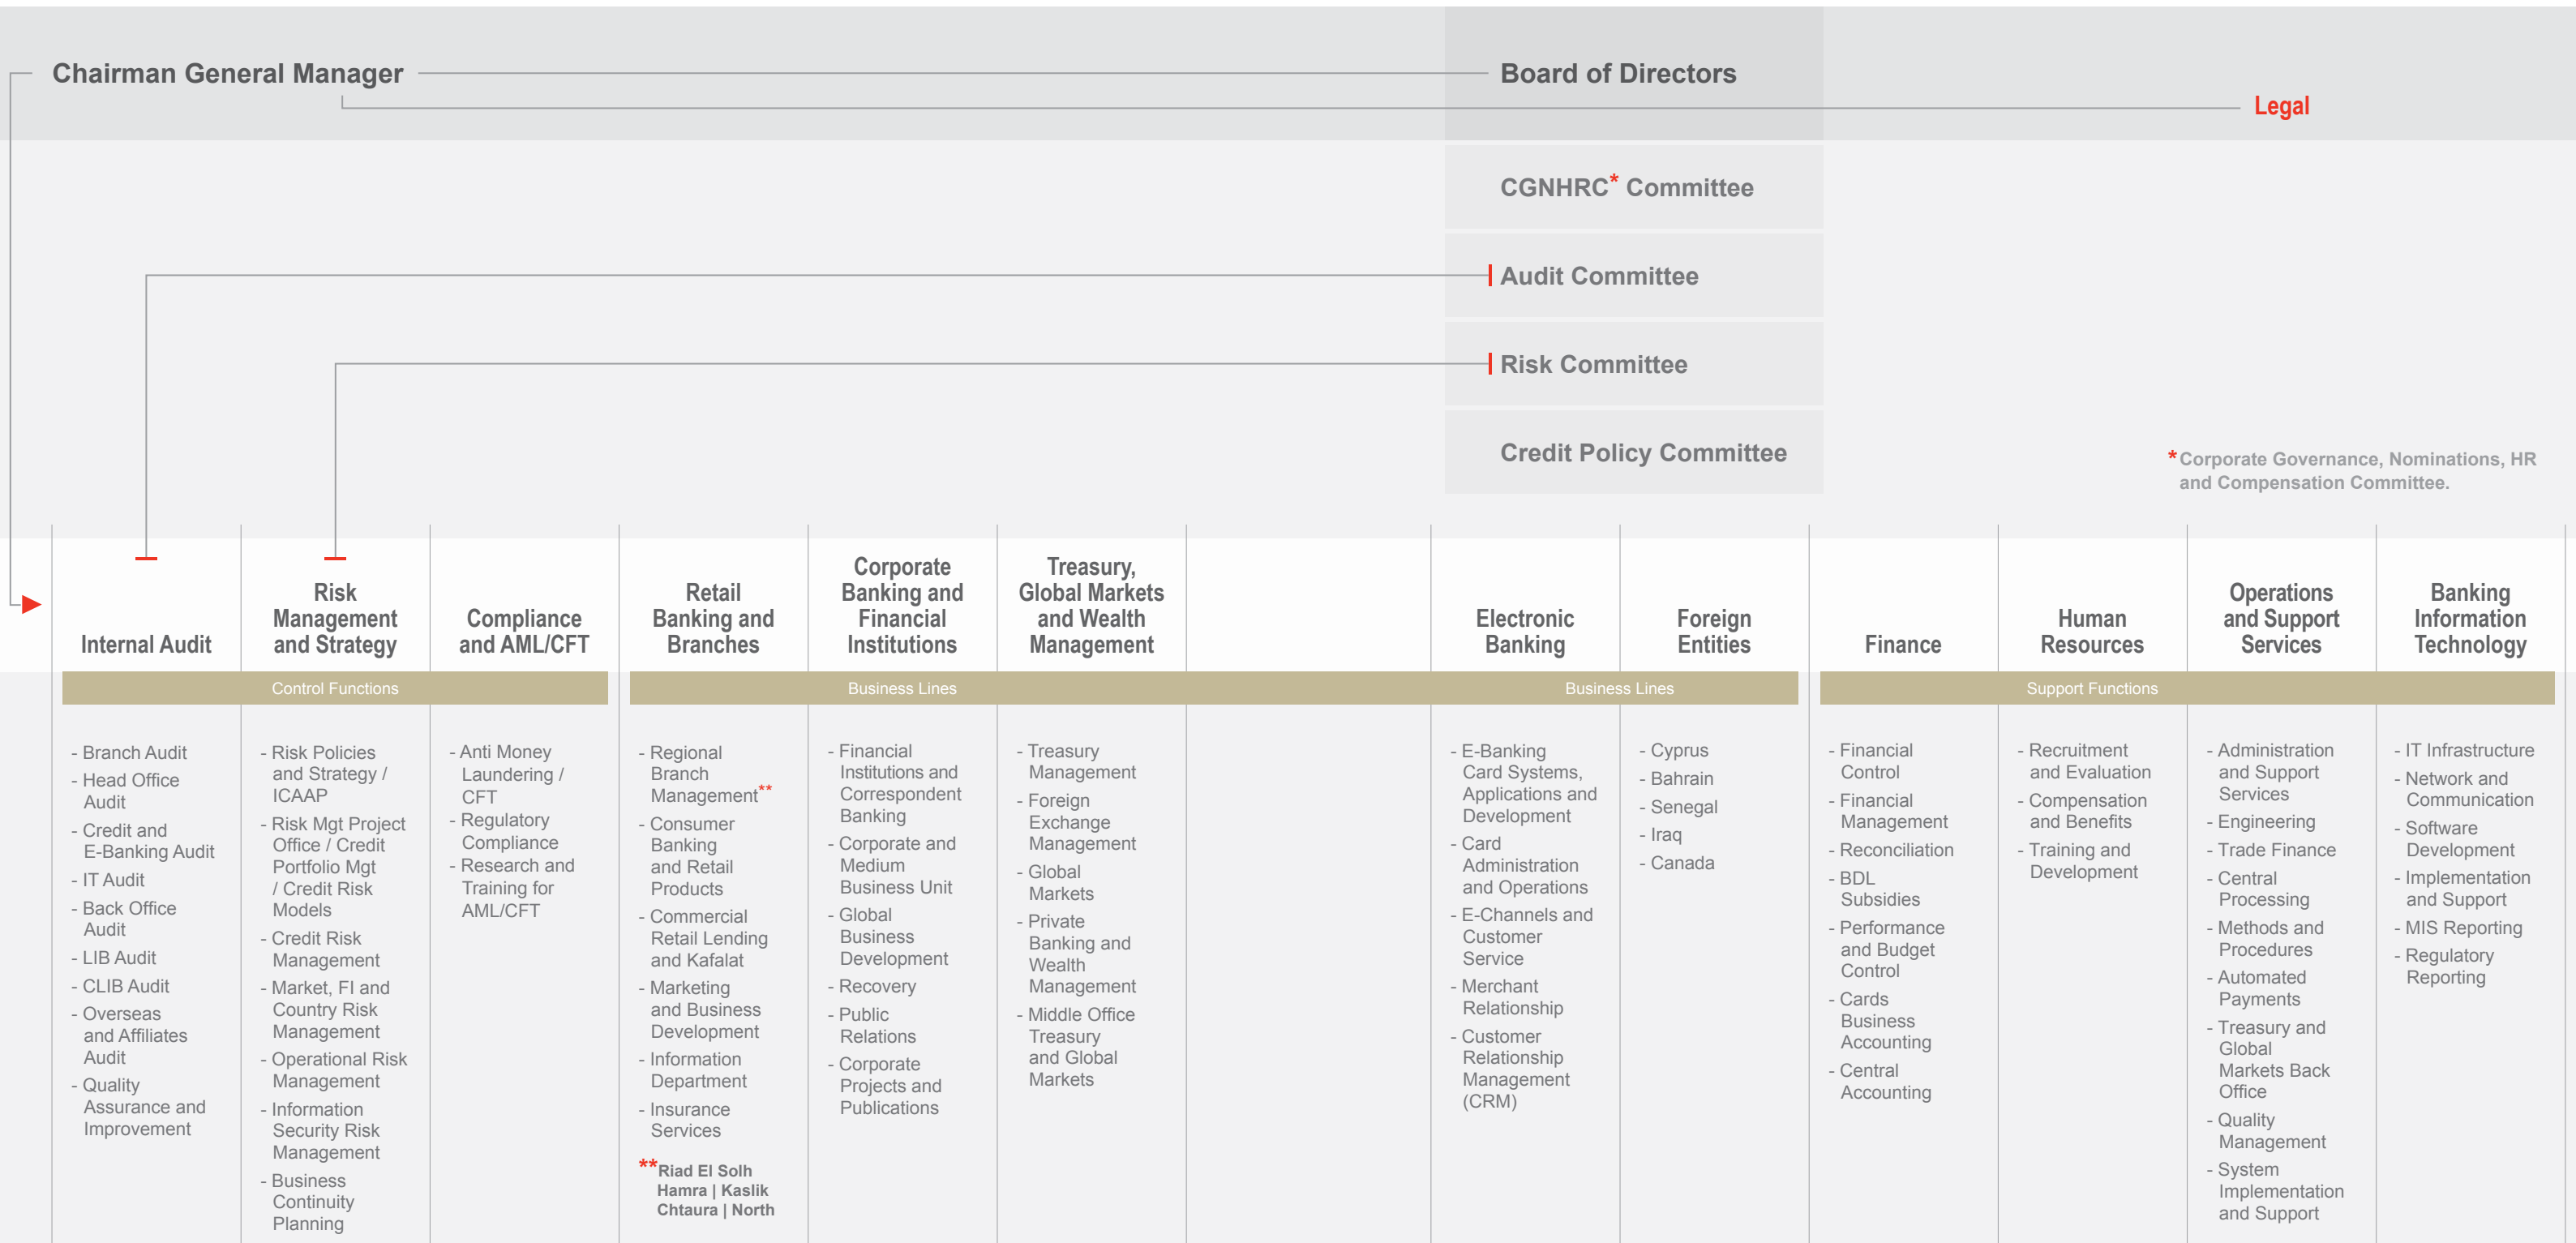 Chairman General Manager
Board of Directors
Legal
CGNHRC* Committee
Audit Committee
Risk Committee
Credit Policy Committee
*Corporate Governance, Nominations, HR
and Compensation Committee.
Internal Audit
Risk
Management
and Strategy
Compliance
and AML/CFT
Retail
Banking and
Branches
Corporate
Banking and
Financial
Institutions
Treasury,
Global Markets
and Wealth
Management
Electronic
Banking
Foreign
Entities
Finance
Human
Resources
Operations
and Support
Services
Banking
Information
Technology
Control Functions
Business Lines
Business Lines
Support Functions
- Branch Audit
- Head Office
Audit
- Credit and
E-Banking Audit
- IT Audit
- Back Office
Audit
- LIB Audit
- CLIB Audit
- Overseas
and Affiliates
Audit
- Quality
Assurance and
Improvement
- Risk Policies
and Strategy /
ICAAP
- Risk Mgt Project
Office / Credit
Portfolio Mgt
/ Credit Risk
Models
- Credit Risk
Management
- Market, FI and
Country Risk
Management
- Operational Risk
Management
- Information
Security Risk
Management
- Business
Continuity
Planning
- Anti Money
Laundering /
CFT
- Regulatory
Compliance
- Research and
Training for
AML/CFT
- Regional
Branch
Management**
- Consumer
Banking
and Retail
Products
- Commercial
Retail Lending
and Kafalat
- Marketing
and Business
Development
- Information
Department
- Insurance
Services
**Riad El Solh
Hamra | Kaslik
Chtaura | North
- Financial
Institutions and
Correspondent
Banking
- Corporate and
Medium
Business Unit
- Global
Business
Development
- Recovery
- Public
Relations
- Corporate
Projects and
Publications
- Treasury
Management
- Foreign
Exchange
Management
- Global
Markets
- Private
Banking and
Wealth
Management
- Middle Office
Treasury
and Global
Markets
- E-Banking
Card Systems,
Applications and
Development
- Card
Administration
and Operations
- E-Channels and
Customer
Service
- Merchant
Relationship
- Customer
Relationship
Management
(CRM)
- Cyprus
- Bahrain
- Senegal
- Iraq
- Canada
- Financial
Control
- Financial
Management
- Reconciliation
- BDL
Subsidies
- Performance
and Budget
Control
- Cards
Business
Accounting
- Central
Accounting
- Recruitment
and Evaluation
- Compensation
and Benefits
- Training and
Development
- Administration
and Support
Services
- Engineering
- Trade Finance
- Central
Processing
- Methods and
Procedures
- Automated
Payments
- Treasury and
Global
Markets Back
Office
- Quality
Management
- System
Implementation
and Support
- IT Infrastructure
- Network and
Communication
- Software
Development
- Implementation
and Support
- MIS Reporting
- Regulatory
Reporting